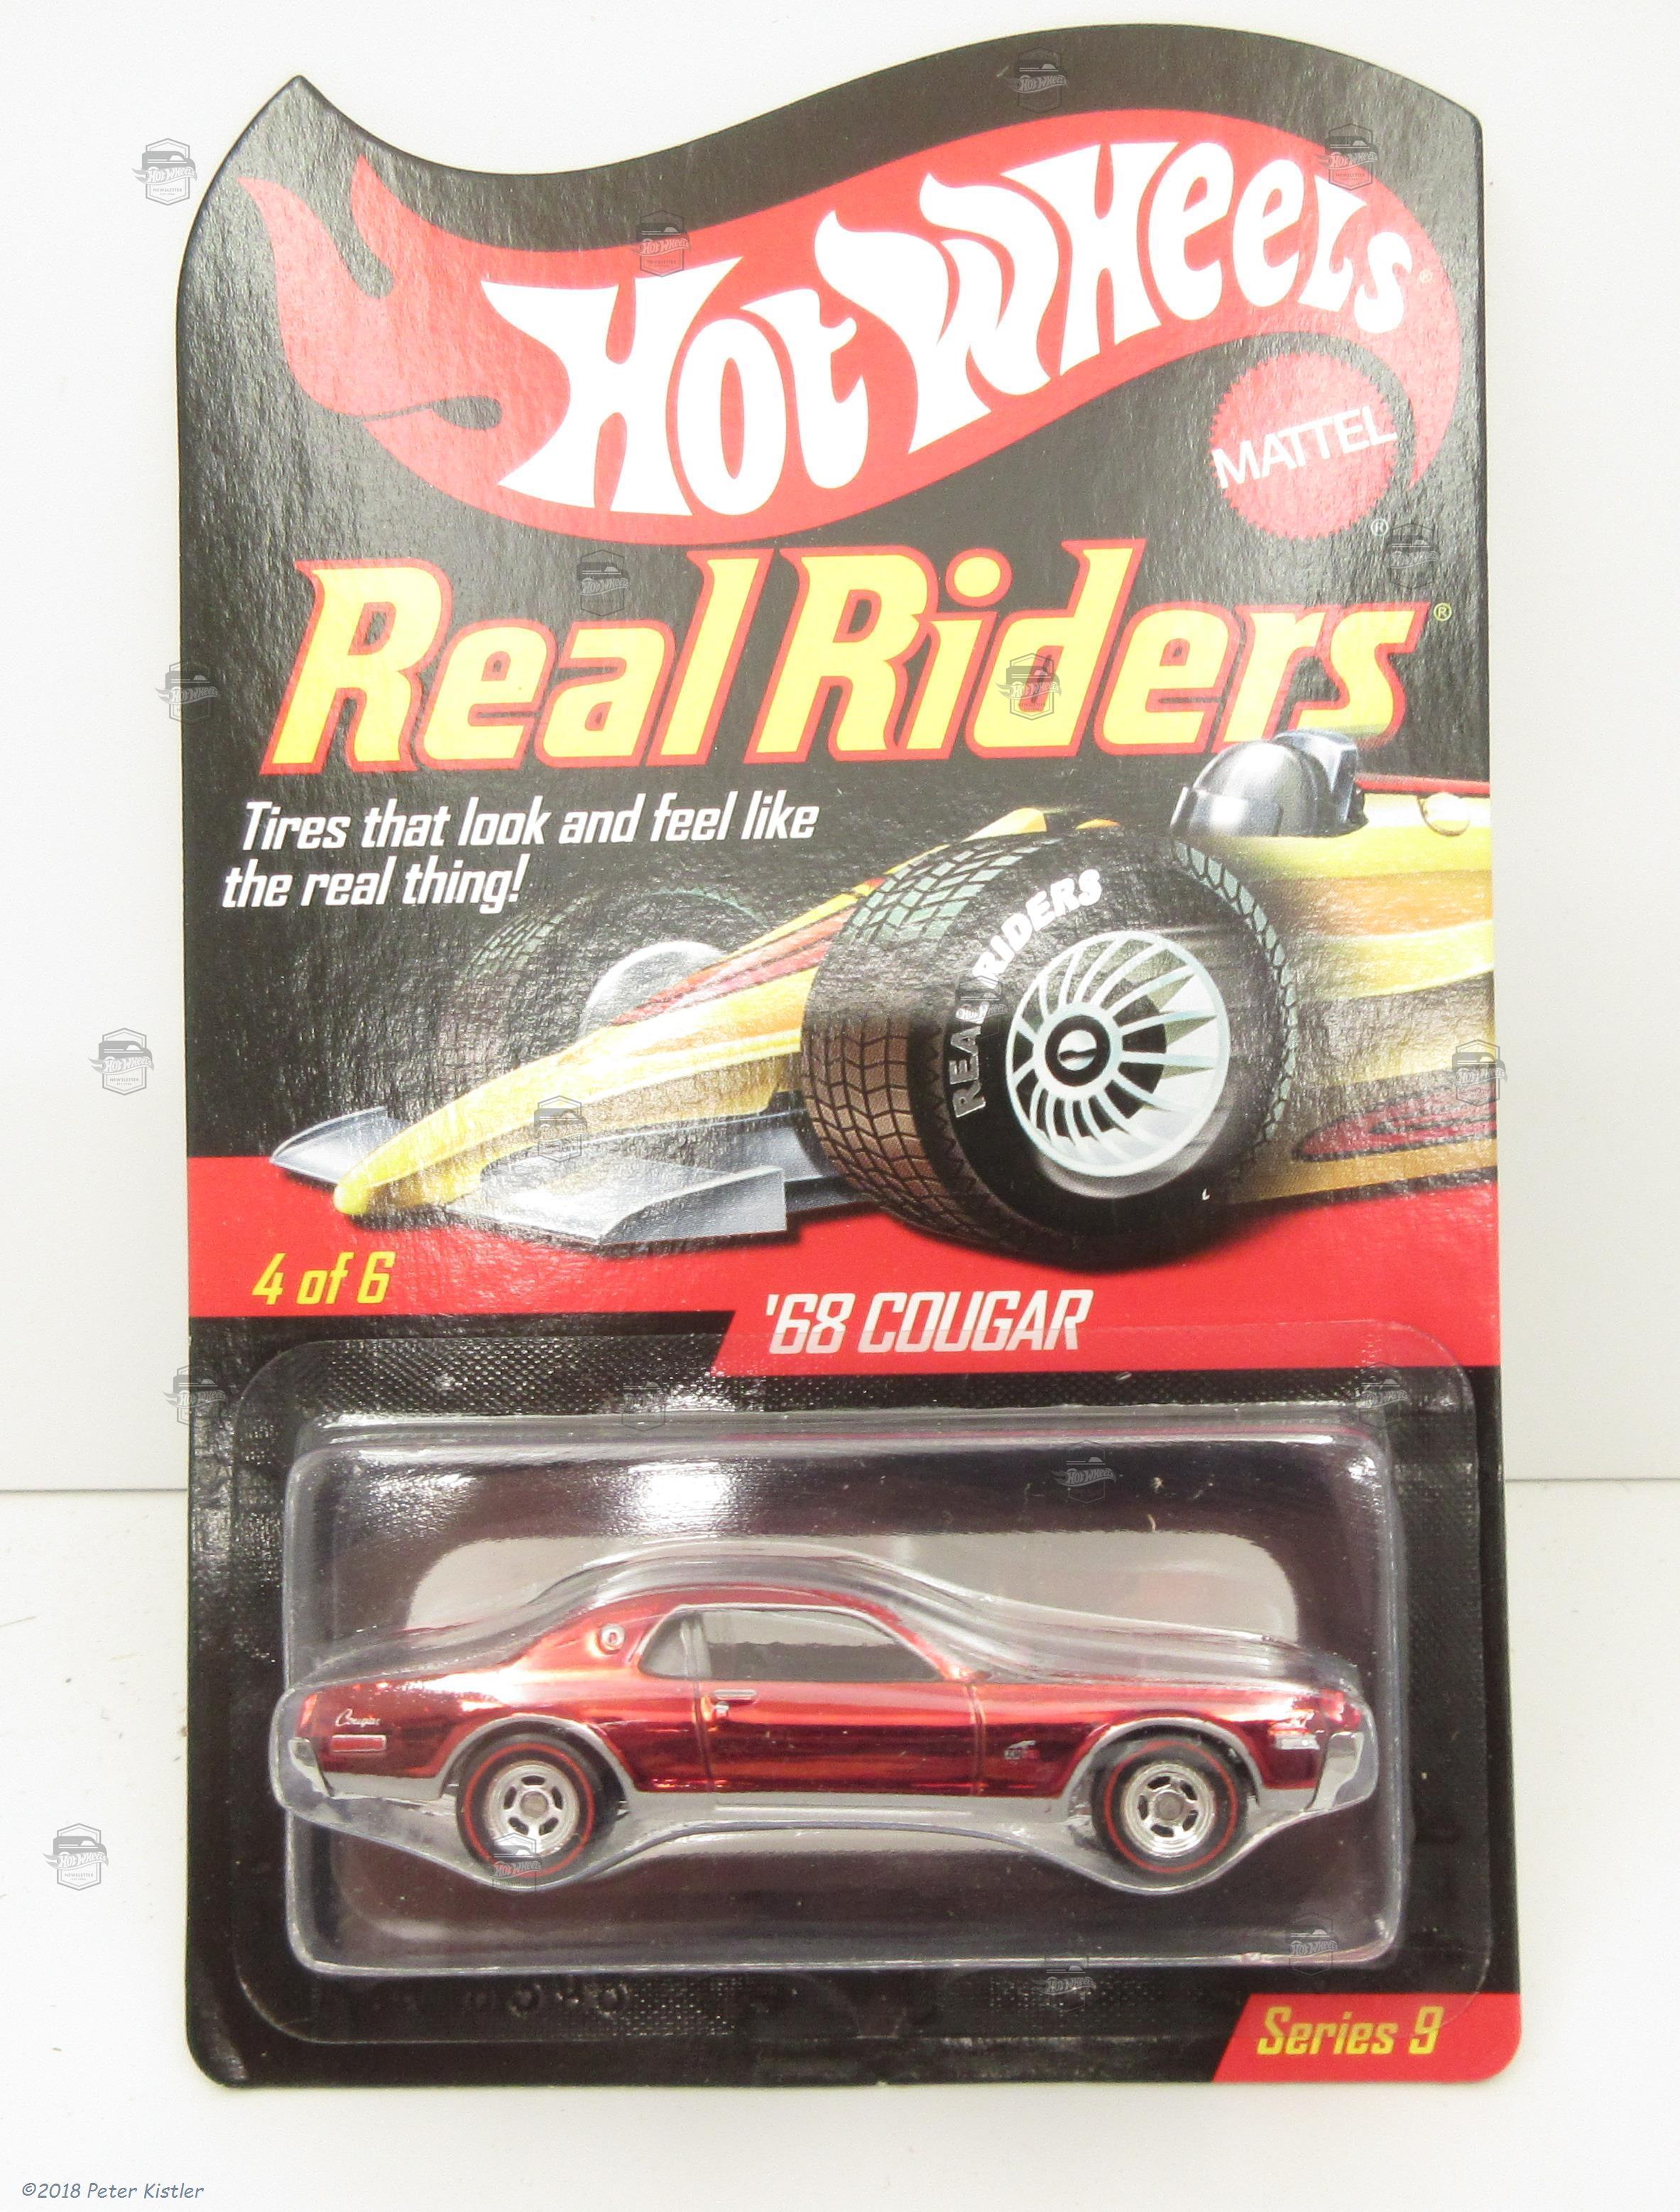 Hot Wheels®
MATTEL
®
Real Riders®
Tires that look and feel like
the real thing!
REAL RIDERS
4 of 6
'68 COUGAR
Cougar
Series 9
©2018 Peter Kistler